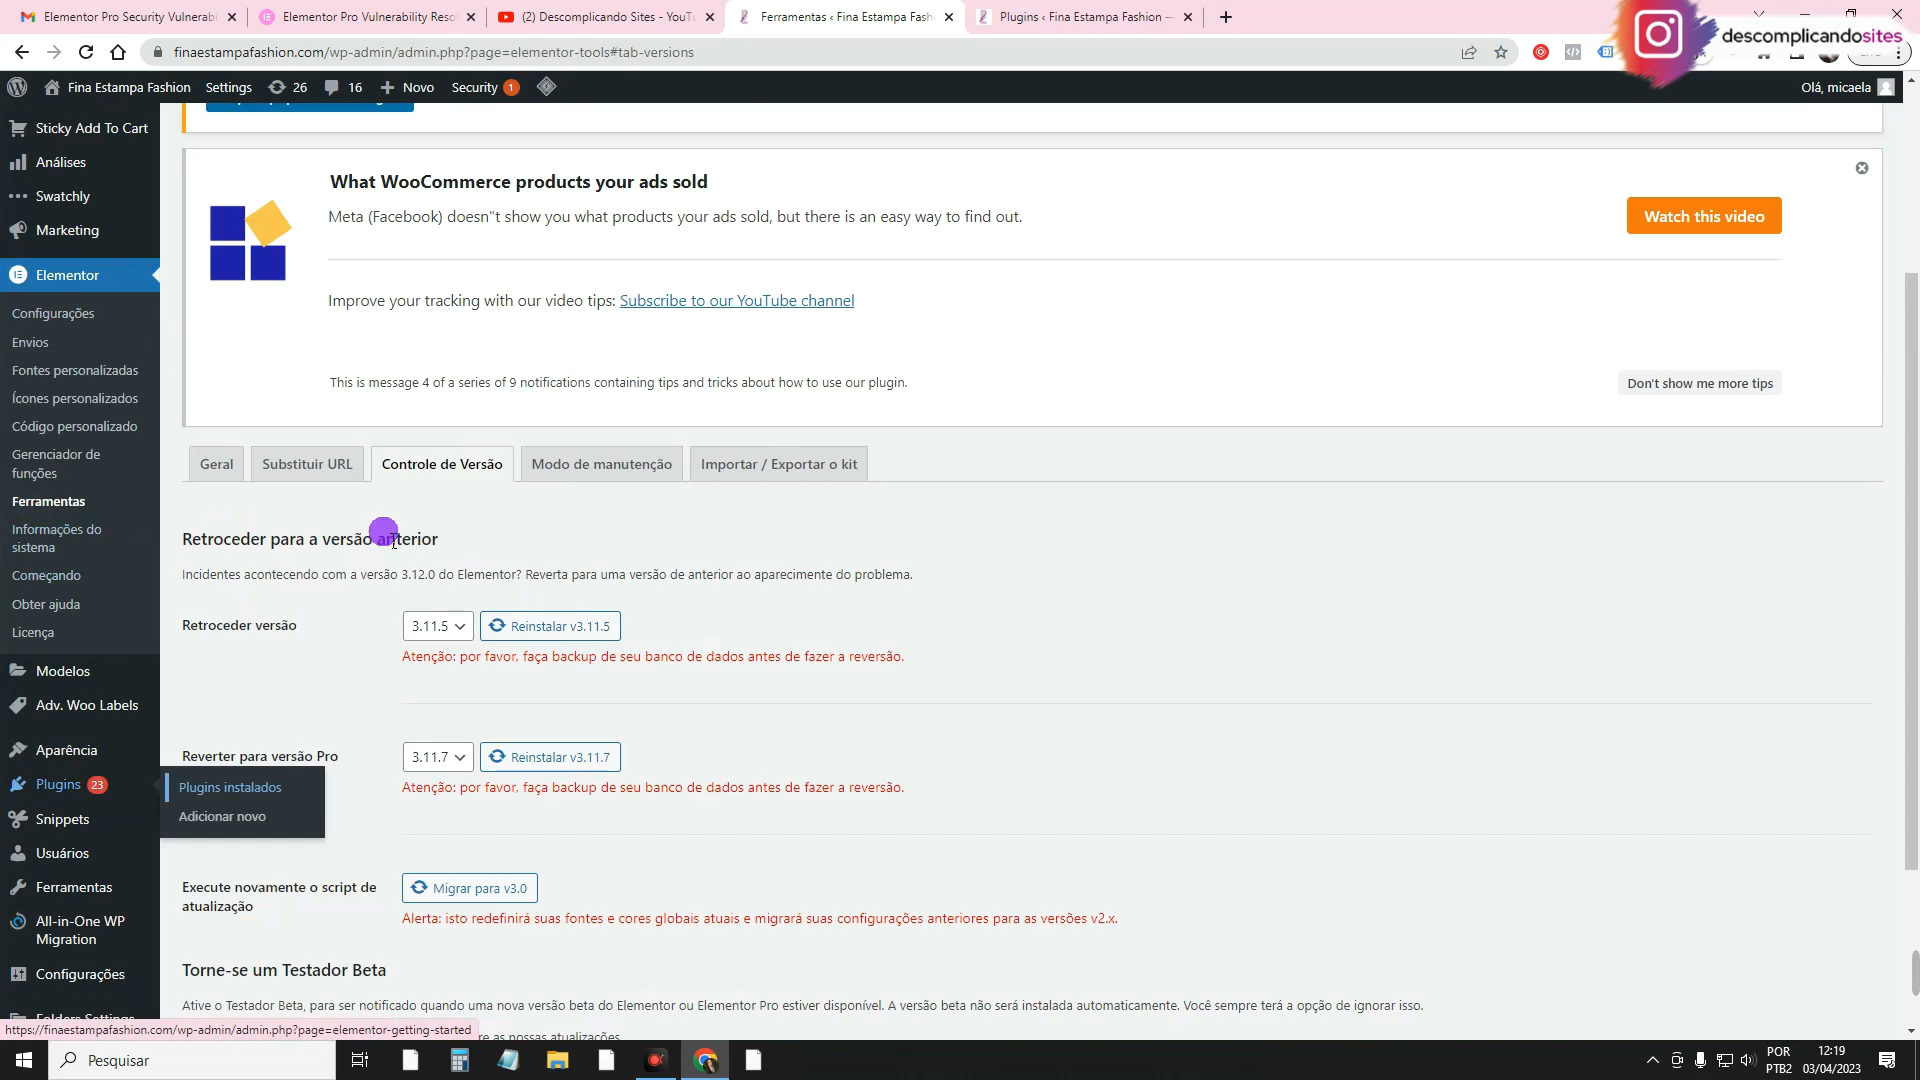 Elementor Pro Security Vulnerabi
Elementor Pro Vulnerability Reso
(2) Descomplicando Sites - YouTu
Ferramentas ‹ Fina Estampa Fash
Plugins ‹ Fina Estampa Fashion —
finaestampafashion.com/wp-admin/admin.php?page=elementor-tools#tab-versions
descomplicandosites
Fina Estampa Fashion
Settings
26
16
Novo
Security 1
Olá, micaela
Sticky Add To Cart
Análises
Swatchly
Marketing
Elementor
Configurações
Envios
Fontes personalizadas
Ícones personalizados
Código personalizado
Gerenciador de
funções
Ferramentas
Informações do
sistema
Começando
Obter ajuda
Licença
Modelos
Adv. Woo Labels
Aparência
Plugins 23
Plugins instalados
Adicionar novo
Snippets
Usuários
Ferramentas
All-in-One WP
Migration
Configurações
Folders Settings
What WooCommerce products your ads sold
Meta (Facebook) doesn"t show you what products your ads sold, but there is an easy way to find out.
Watch this video
Improve your tracking with our video tips: Subscribe to our YouTube channel
This is message 4 of a series of 9 notifications containing tips and tricks about how to use our plugin.
Don't show me more tips
Geral
Substituir URL
Controle de Versão
Modo de manutenção
Importar / Exportar o kit
Retroceder para a versão anterior
Incidentes acontecendo com a versão 3.12.0 do Elementor? Reverta para uma versão de anterior ao aparecimento do problema.
Retroceder versão
3.11.5
Reinstalar v3.11.5
Atenção: por favor, faça backup de seu banco de dados antes de fazer a reversão.
Reverter para versão Pro
3.11.7
Reinstalar v3.11.7
Atenção: por favor, faça backup de seu banco de dados antes de fazer a reversão.
Execute novamente o script de
atualização
Migrar para v3.0
Alerta: isto redefinirá suas fontes e cores globais atuais e migrará suas configurações anteriores para as versões v2.x.
Torne-se um Testador Beta
Ative o Testador Beta, para ser notificado quando uma nova versão beta do Elementor ou Elementor Pro estiver disponível. A versão beta não será instalada automaticamente. Você sempre terá a opção de ignorar isso.
re as nossas atualizações
https://finaestampafashion.com/wp-admin/admin.php?page=elementor-getting-started
Pesquisar
POR
PTB2
12:19
03/04/2023